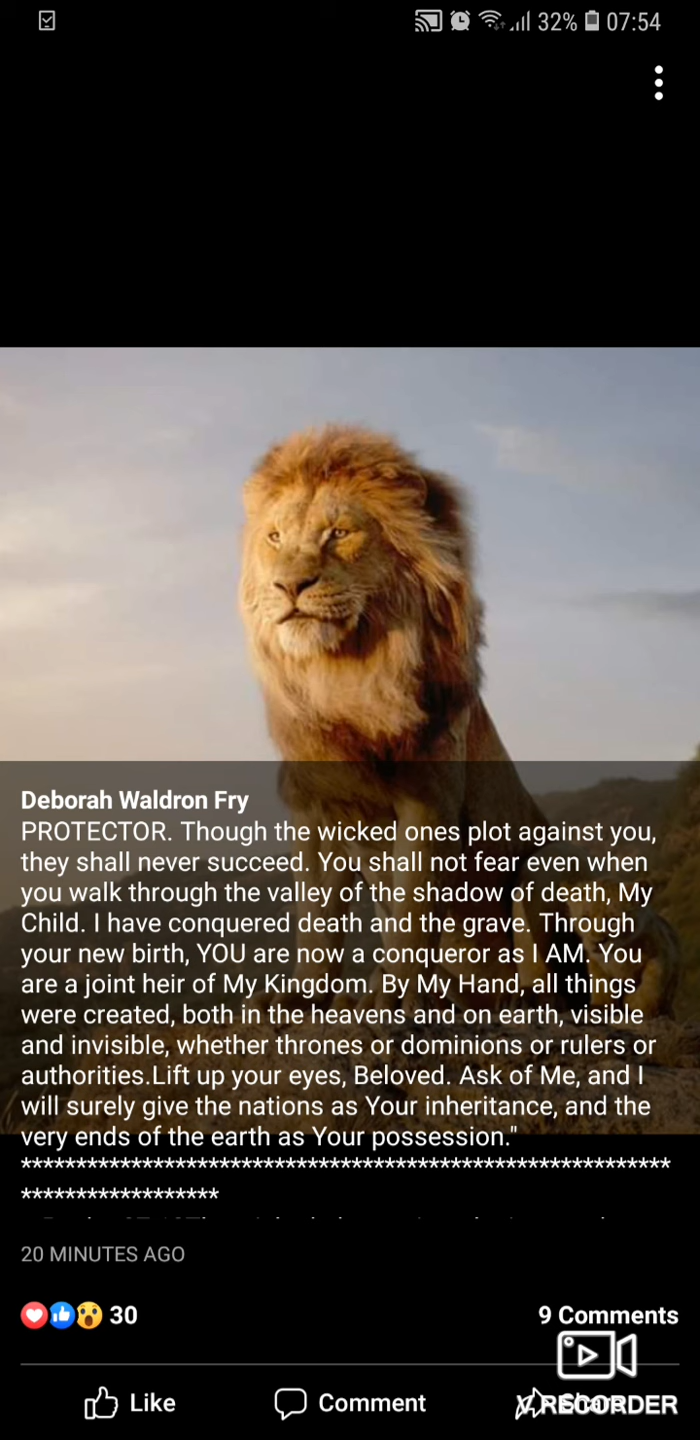 32% 07:54
Deborah Waldron Fry
PROTECTOR. Though the wicked ones plot against you,
they shall never succeed. You shall not fear even when
you walk through the valley of the shadow of death, My
Child. I have conquered death and the grave. Through
your new birth, YOU are now a conqueror as I AM. You
are a joint heir of My Kingdom. By My Hand, all things
were created, both in the heavens and on earth, visible
and invisible, whether thrones or dominions or rulers or
authorities.Lift up your eyes, Beloved. Ask of Me, and I
will surely give the nations as Your inheritance, and the
very ends of the earth as Your possession."
***********************************************************
******************
20 MINUTES AGO
30 9 Comments
Like Comment Share
V RECORDER